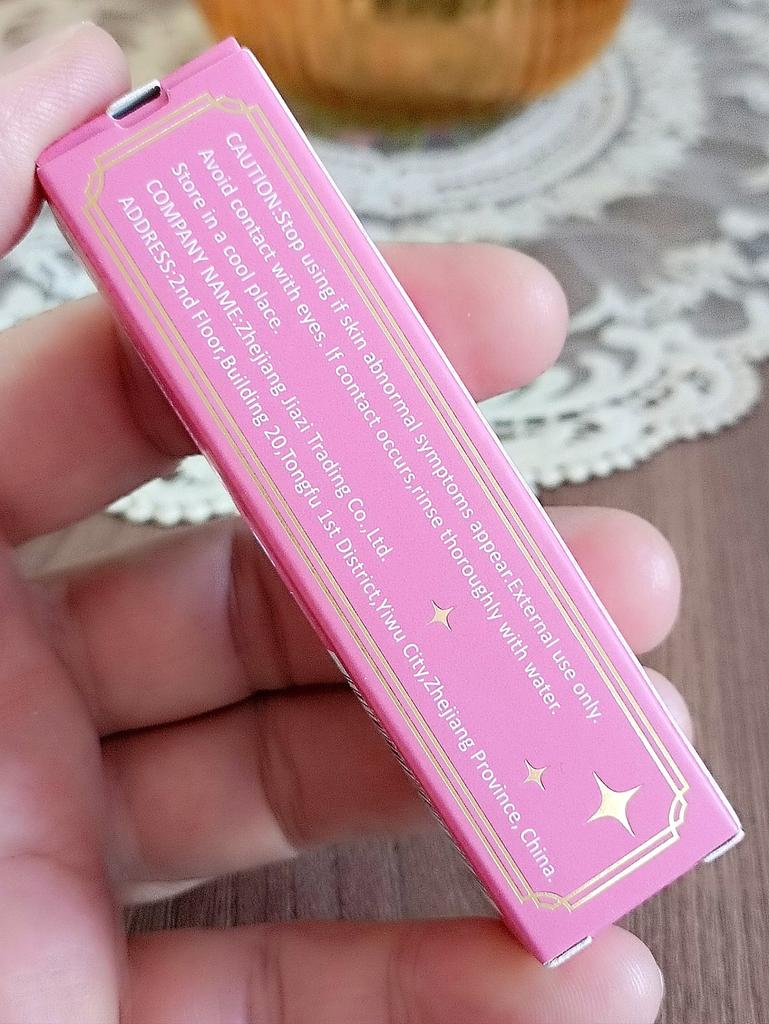 CAUTION:Stop using if skin abnormal symptoms appear.External use only.
Avoid contact with eyes. If contact occurs,rinse thoroughly with water.
Store in a cool place.
COMPANY NAME:Zhejiang Jiazi Trading Co.,Ltd.
ADDRESS:2nd Floor,Building 20,Tongfu 1st District,Yiwu City,Zhejiang Province, China.